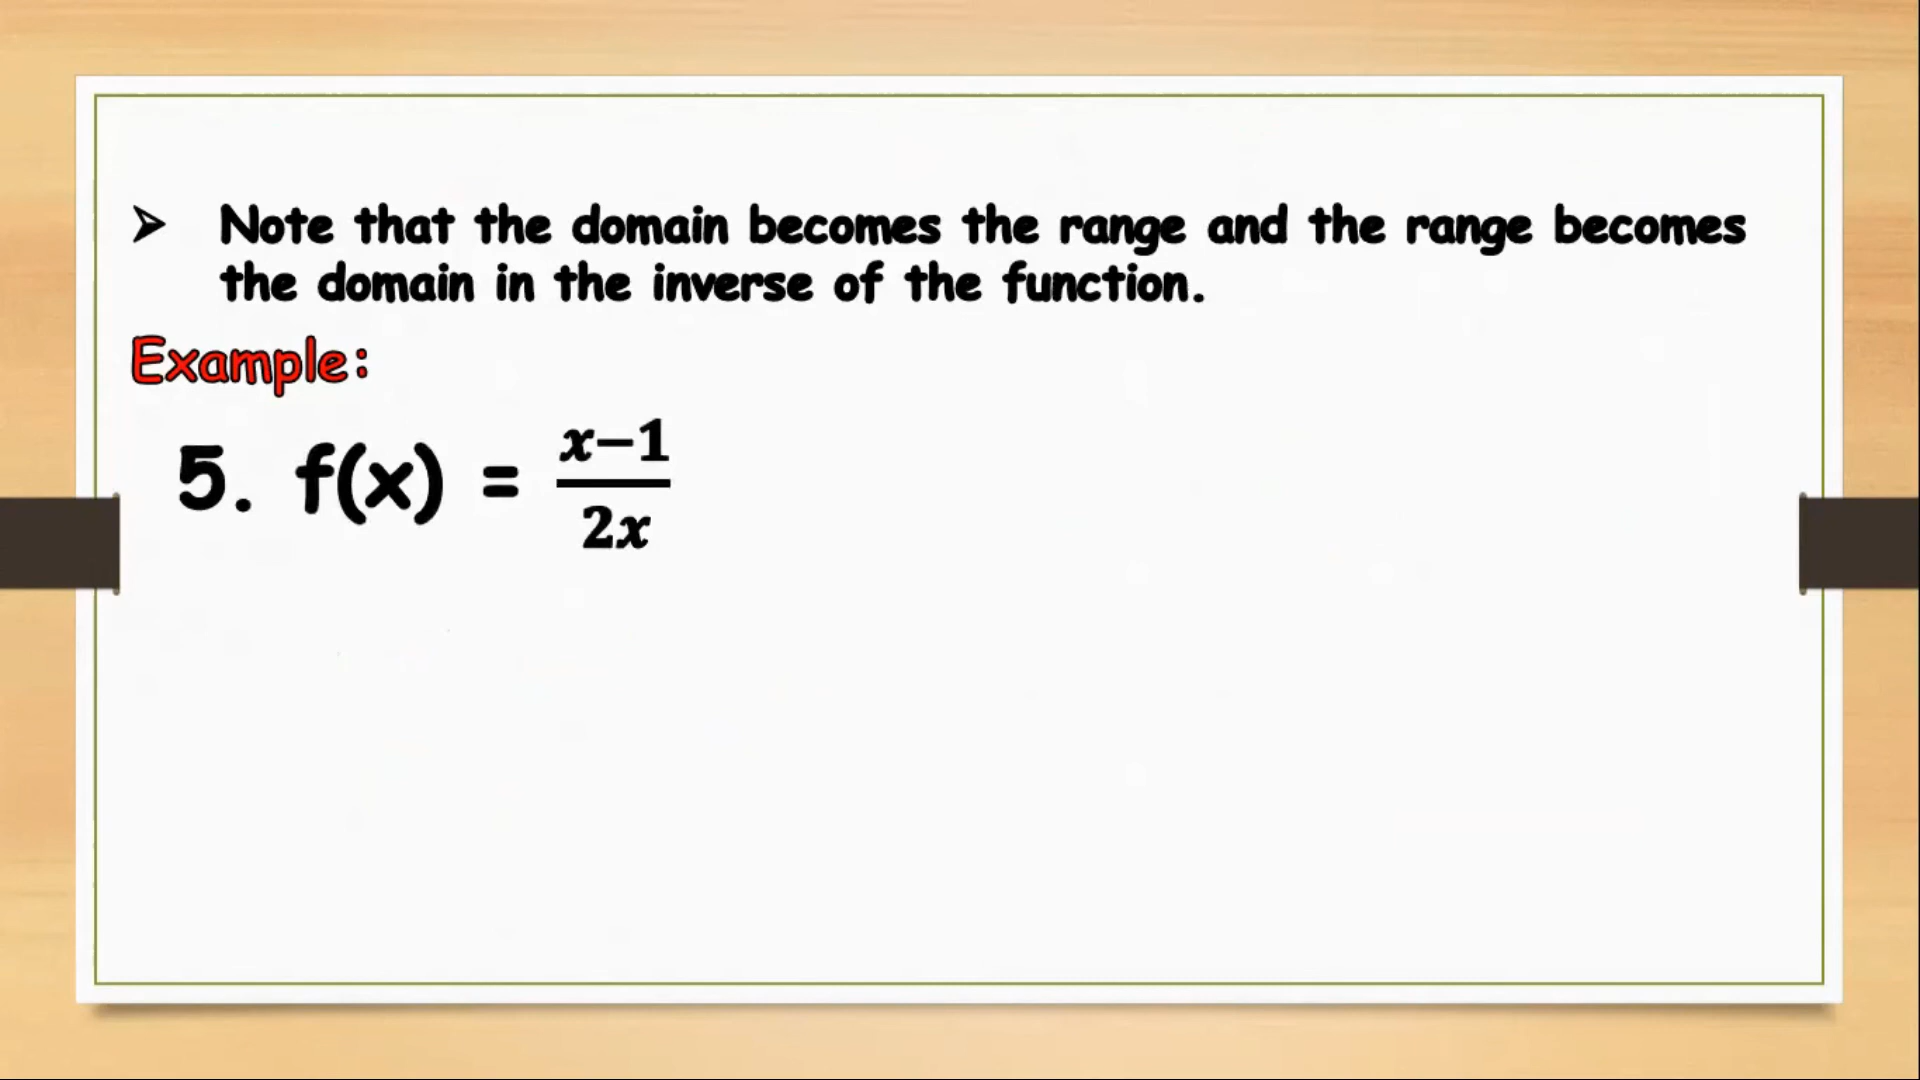 ➢ Note that the domain becomes the range and the range becomes
the domain in the inverse of the function.
Example:
5. f(x) = \frac{x-1}{2x}